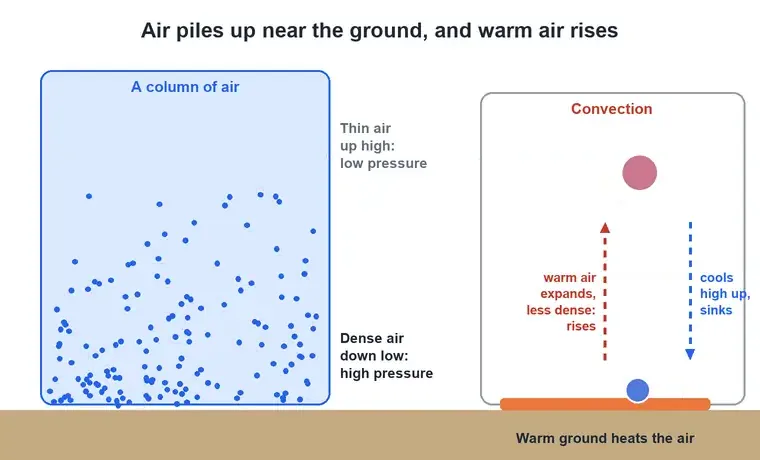 Air piles up near the ground, and warm air rises
A column of air
Thin air
up high:
low pressure
Dense air
down low:
high pressure
Convection
warm air
expands,
less dense:
rises
cools
high up,
sinks
Warm ground heats the air